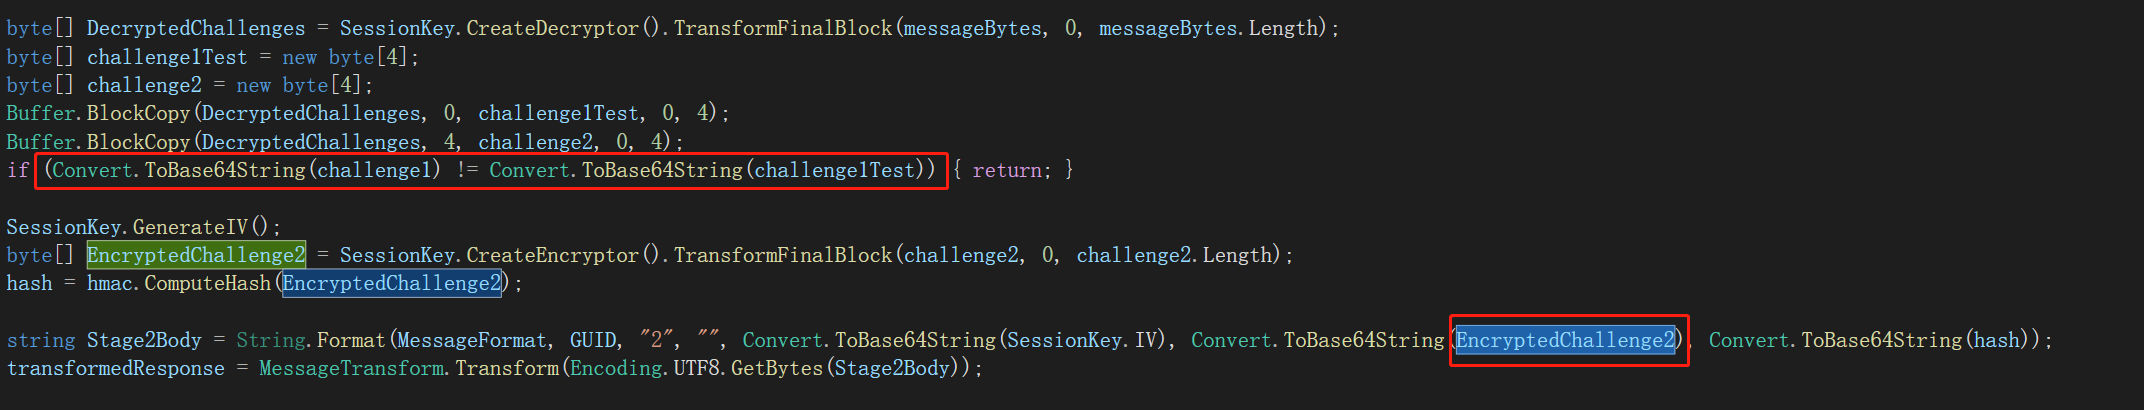 byte[] DecryptedChallenges = SessionKey.CreateDecryptor().TransformFinalBlock(messageBytes, 0, messageBytes.Length);
byte[] challenge1Test = new byte[4];
byte[] challenge2 = new byte[4];
Buffer.BlockCopy(DecryptedChallenges, 0, challenge1Test, 0, 4);
Buffer.BlockCopy(DecryptedChallenges, 4, challenge2, 0, 4);
if (Convert.ToBase64String(challenge1) != Convert.ToBase64String(challenge1Test)) { return; }
SessionKey.GenerateIV();
byte[] EncryptedChallenge2 = SessionKey.CreateEncryptor().TransformFinalBlock(challenge2, 0, challenge2.Length);
hash = hmac.ComputeHash(EncryptedChallenge2);
string Stage2Body = String.Format(MessageFormat, GUID, "2", "", Convert.ToBase64String(SessionKey.IV), Convert.ToBase64String(EncryptedChallenge2), Convert.ToBase64String(hash));
transformedResponse = MessageTransform.Transform(Encoding.UTF8.GetBytes(Stage2Body));